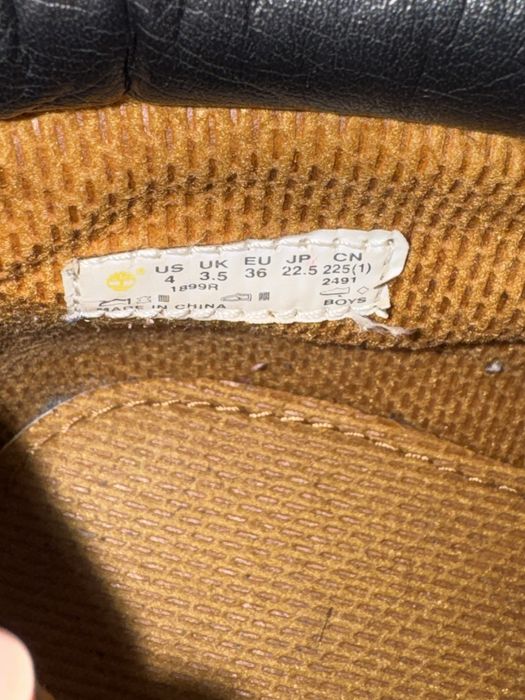 US UK EU JP CN
4 3.5 36 22.5 225(1)
1899R 2491
MADE IN CHINA BOYS